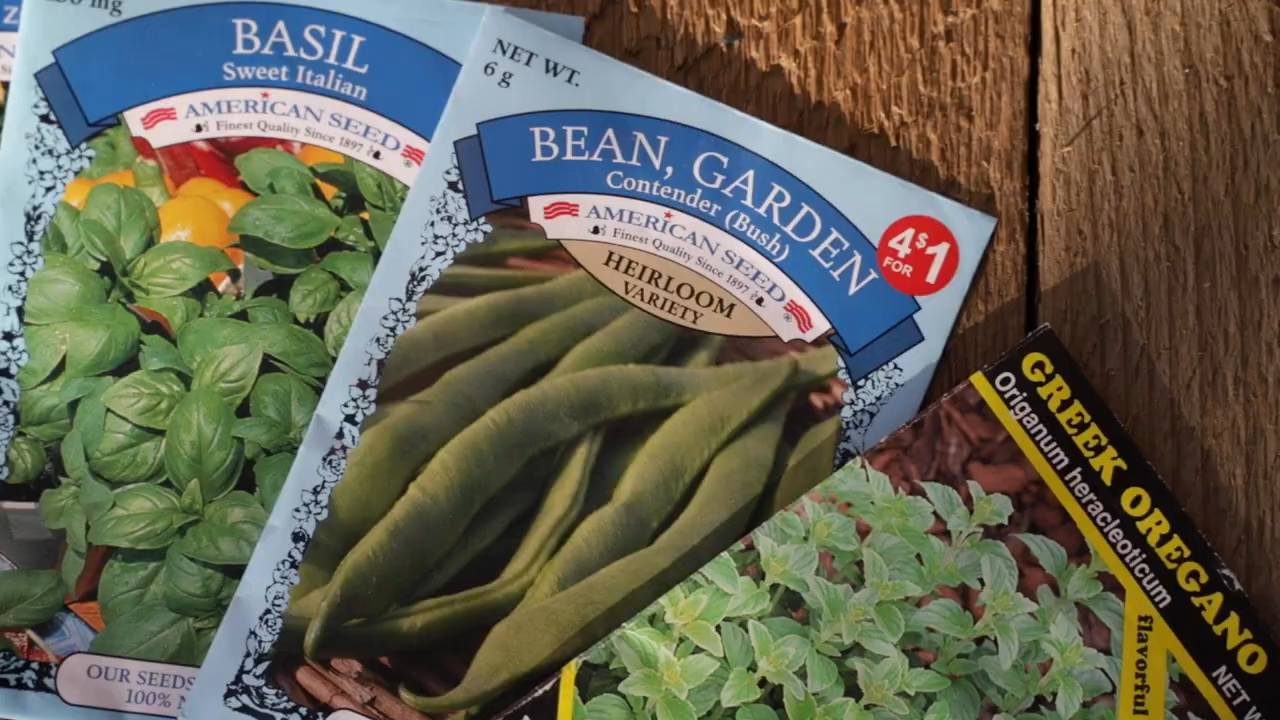 Z
mg
BASIL
Sweet Italian
AMERICAN SEED
Finest Quality Since 1897
OUR SEEDS
100%
NET WT.
6 g
BEAN, GARDEN
Contender (Bush)
AMERICAN SEED
Finest Quality Since 1897
HEIRLOOM
VARIETY
4 FOR $1
GREEK OREGANO
Origanum heracleoticum
NET
flavorful